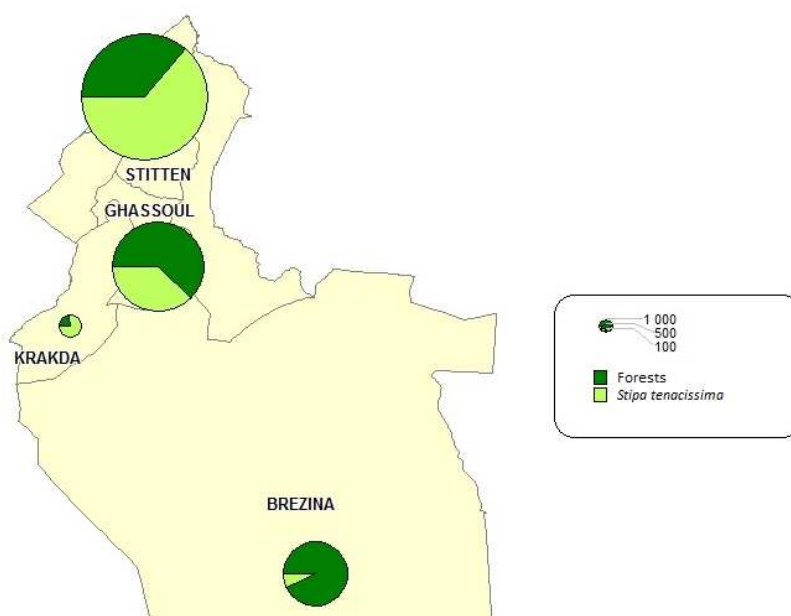 STITTEN
GHASSOUL
KRAKDA
BREZINA
1 000
500
100
Forests
Stipa tenacissima